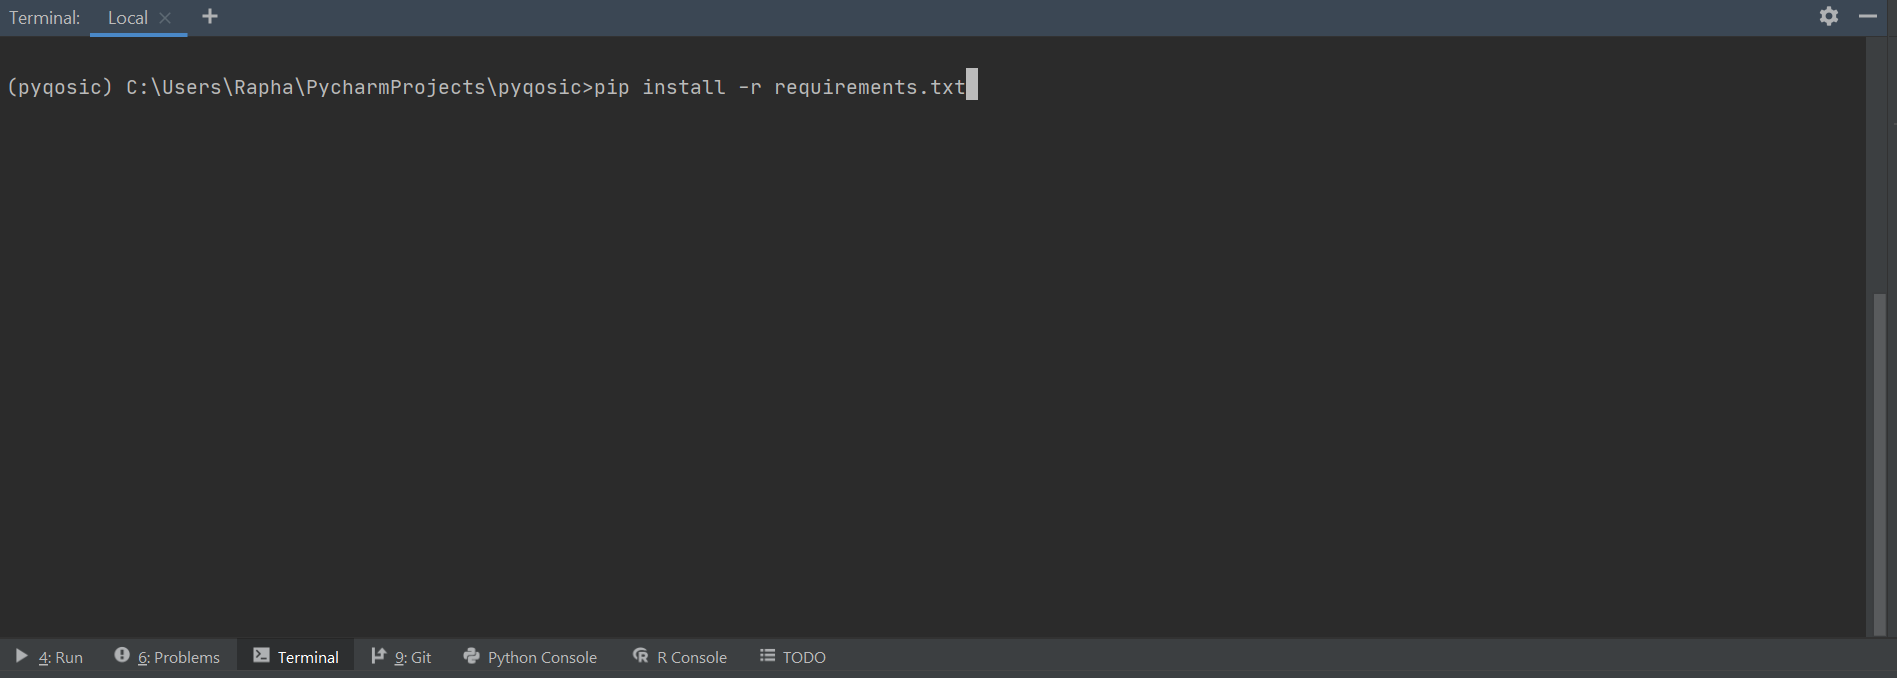 Terminal: Local
(pyqosic) C:\Users\Rapha\PycharmProjects\pyqosic>pip install -r requirements.txt
4: Run 6: Problems Terminal 9: Git Python Console R Console TODO